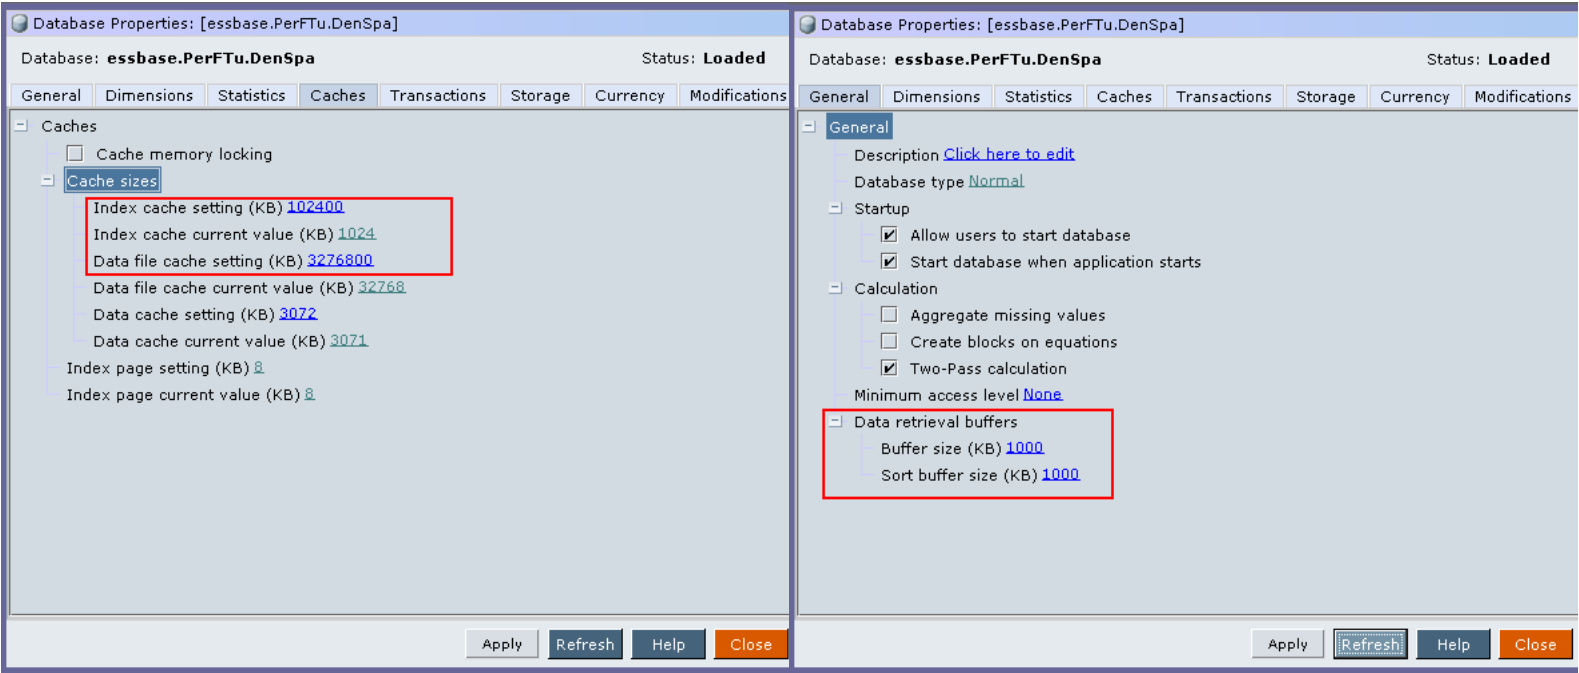 Database Properties: [essbase.PerFTu.DenSpa]
Database: essbase.PerFTu.DenSpa Status: Loaded
General Dimensions Statistics Caches Transactions Storage Currency Modifications
Caches
Cache memory locking
Cache sizes
Index cache setting (KB) 102400
Index cache current value (KB) 1024
Data file cache setting (KB) 3276800
Data file cache current value (KB) 32768
Data cache setting (KB) 3072
Data cache current value (KB) 3071
Index page setting (KB) 8
Index page current value (KB) 8
Apply Refresh Help Close
Database Properties: [essbase.PerFTu.DenSpa]
Database: essbase.PerFTu.DenSpa Status: Loaded
General Dimensions Statistics Caches Transactions Storage Currency Modifications
General
Description Click here to edit
Database type Normal
Startup
Allow users to start database
Start database when application starts
Calculation
Aggregate missing values
Create blocks on equations
Two-Pass calculation
Minimum access level None
Data retrieval buffers
Buffer size (KB) 1000
Sort buffer size (KB) 1000
Apply Refresh Help Close